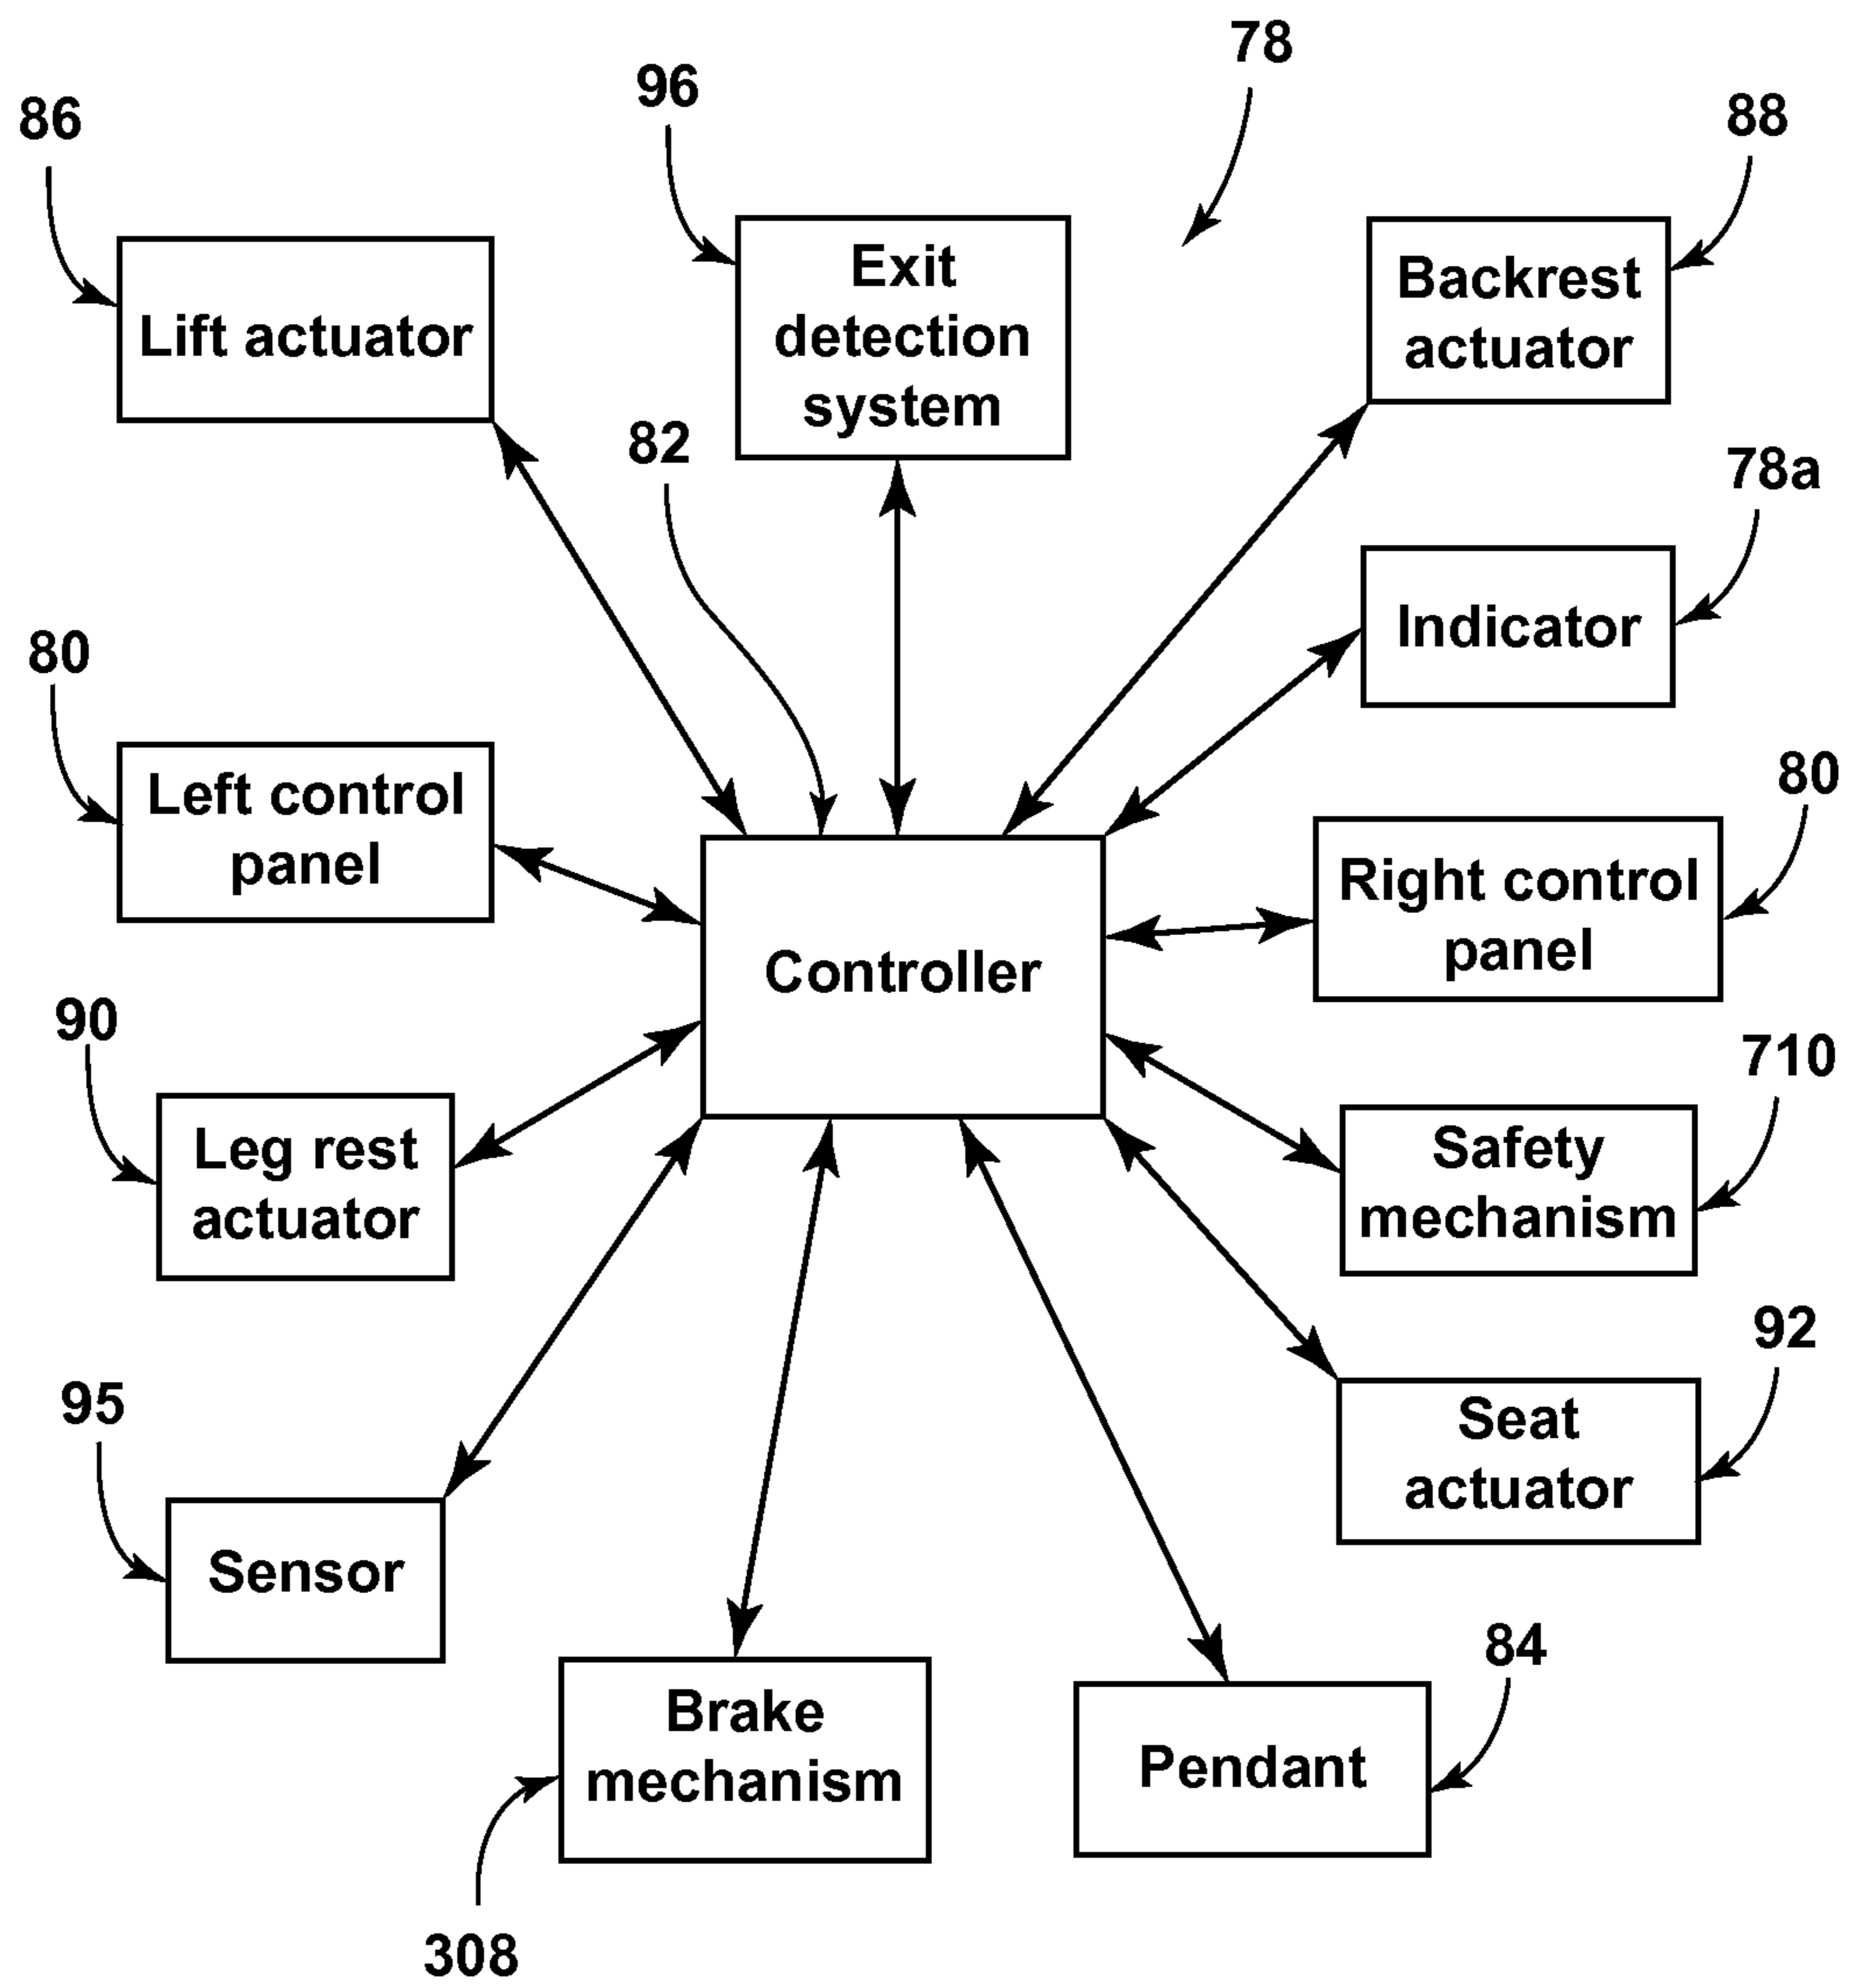 78
96
86
88
Exit
detection
system
Backrest
actuator
Lift actuator
82
78a
Indicator
80
80
Left control
panel
Right control
panel
Controller
90
710
Leg rest
actuator
Safety
mechanism
92
95
Seat
actuator
Sensor
84
Brake
mechanism
Pendant
308